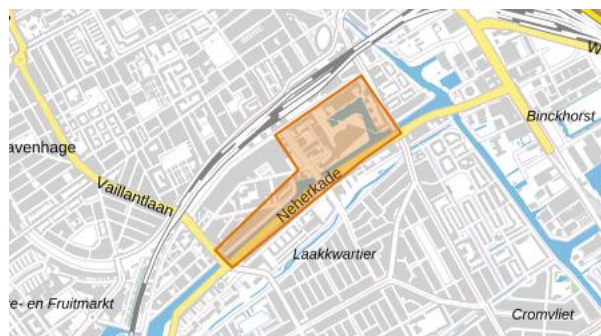 W
Binckhorst
avenhage
Vaillantlaan
Neherkade
Laakkwartier
e- en Fruitmarkt
Cromvliet